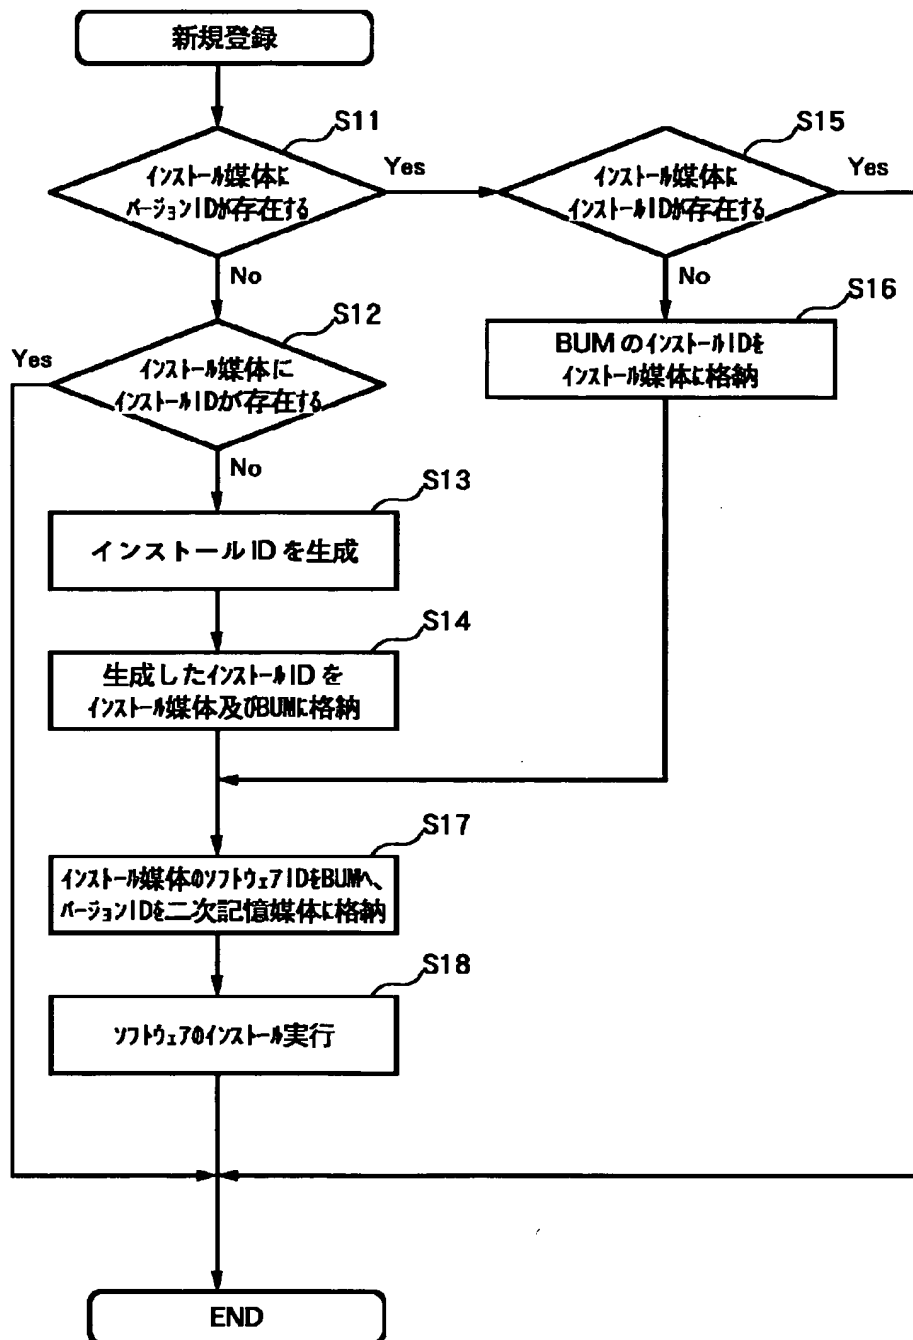 新規登録
S11
インストール媒体に
バージョンIDが存在する
Yes
No
S15
インストール媒体に
インストールIDが存在する
Yes
No
S16
BUMのインストールIDを
インストール媒体に格納
S12
インストール媒体に
インストールIDが存在する
Yes
No
S13
インストールIDを生成
S14
生成したインストールIDを
インストール媒体及びBUMに格納
S17
インストール媒体のソフトウェアIDをBUMへ、
バージョンIDを二次記憶媒体に格納
S18
ソフトウェアのインストール実行
END